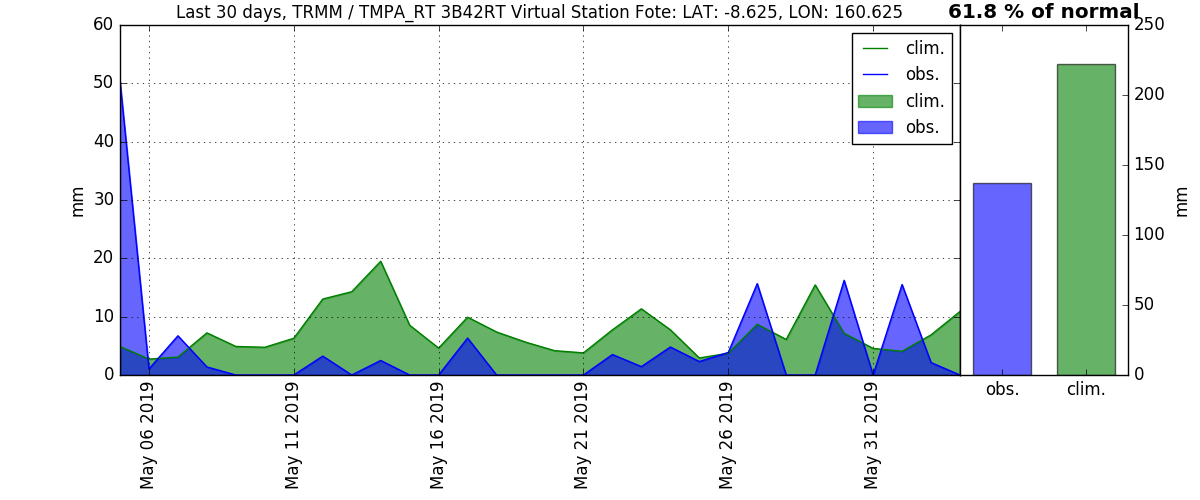 Last 30 days, TRMM / TMPA_RT 3B42RT Virtual Station Fote: LAT: -8.625, LON: 160.625
61.8 % of normal
60
50
40
30
20
10
0
mm
clim.
obs.
clim.
obs.
May 06 2019
May 11 2019
May 16 2019
May 21 2019
May 26 2019
May 31 2019
250
200
150
100
50
0
mm
obs.
clim.